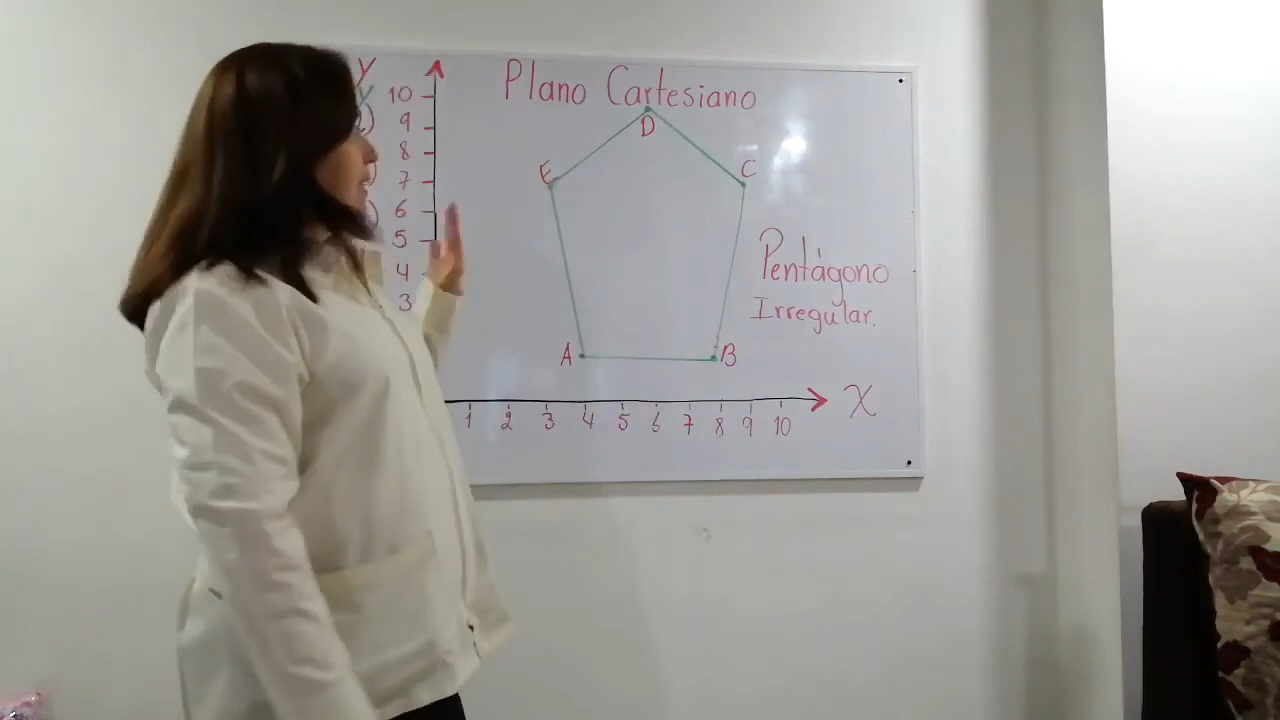 Plano Cartesiano
Y
10
9
8
7
6
5
4
3
D
E
C
A
B
Pentágono
Irregular.
X
1 2 3 4 5 6 7 8 9 10